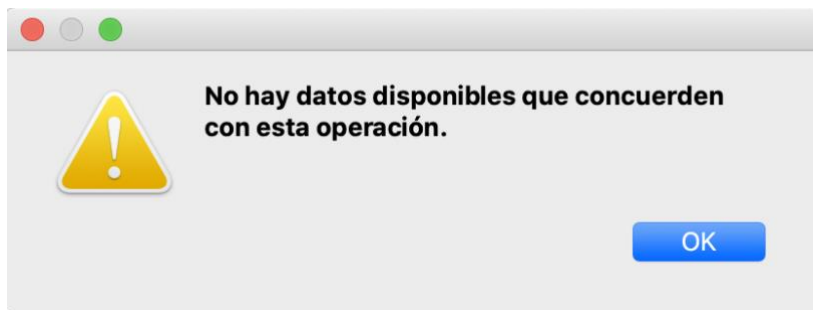 No hay datos disponibles que concuerden
con esta operación.
OK